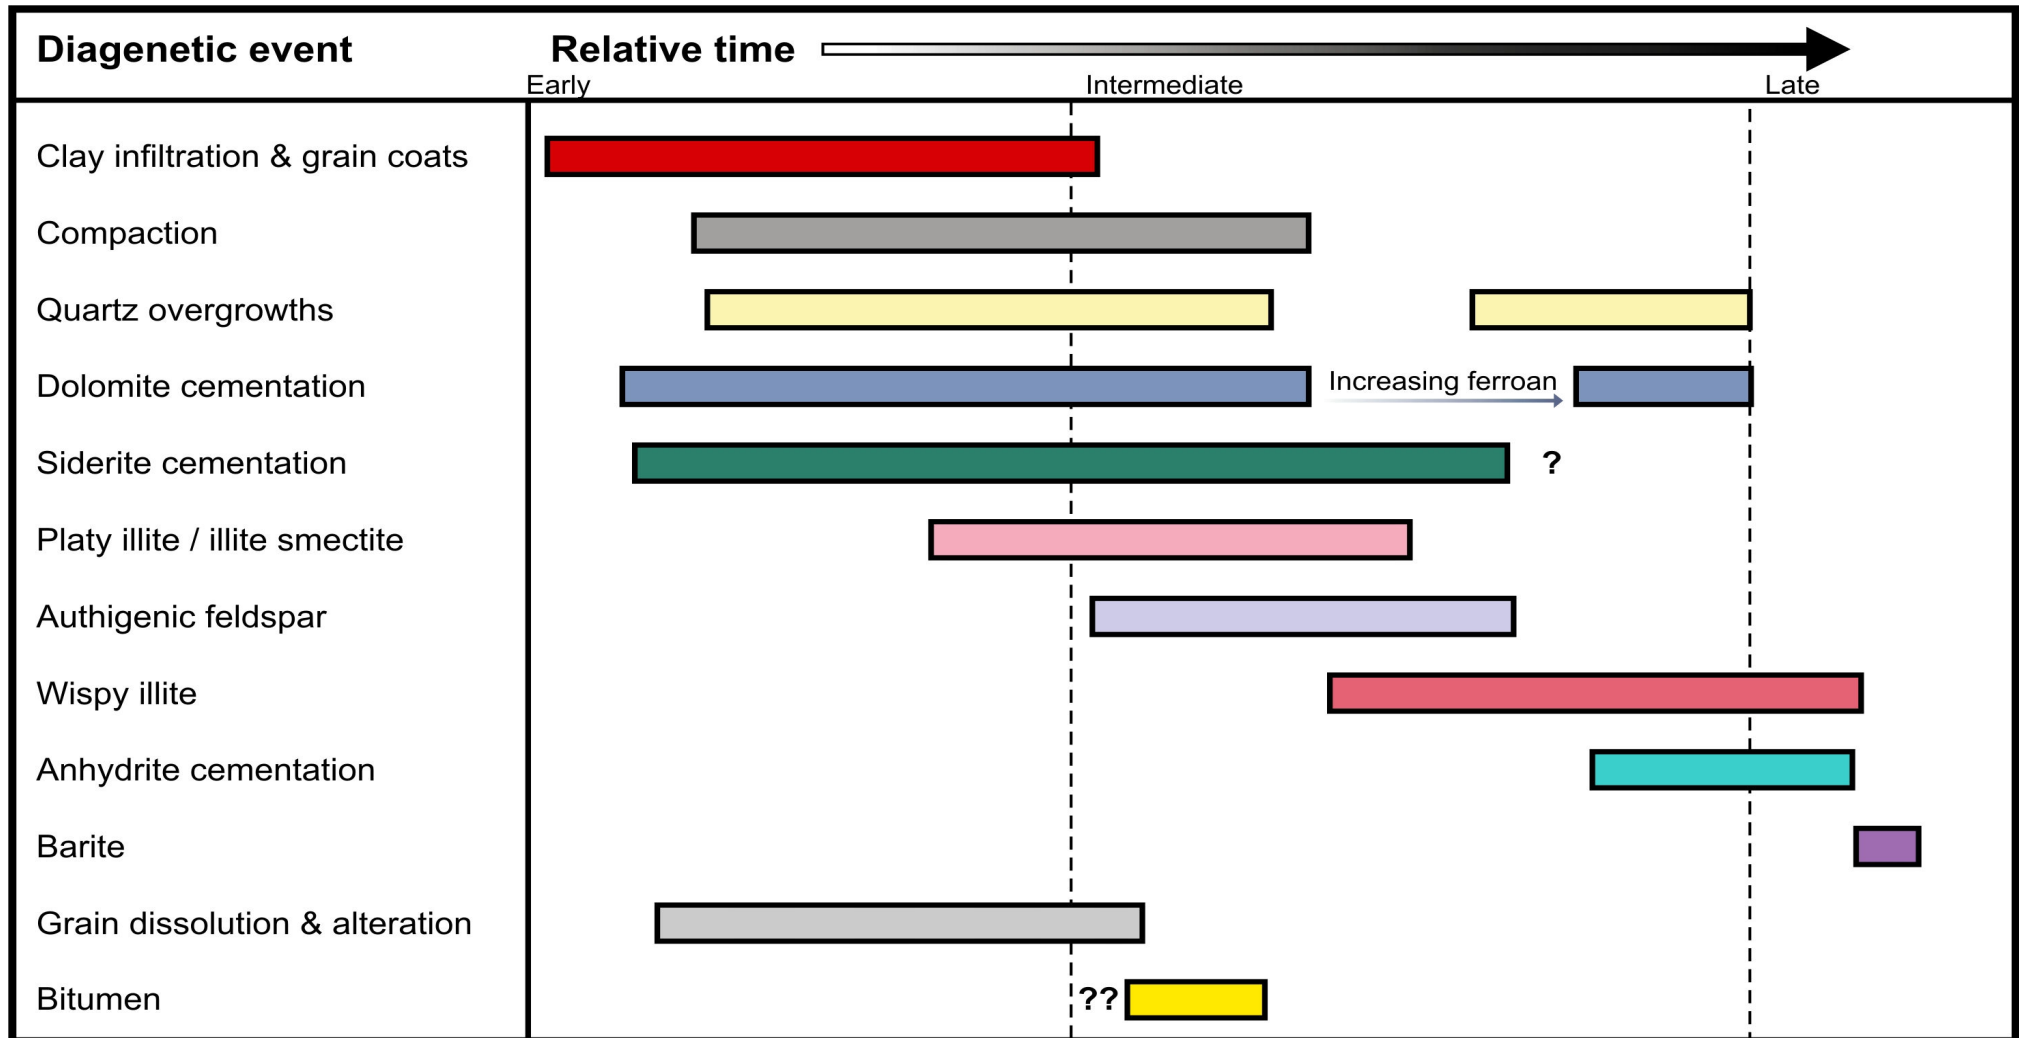 Diagenetic event
Relative time
Early
Intermediate
Late
Clay infiltration & grain coats
Compaction
Quartz overgrowths
Dolomite cementation
Increasing ferroan
Siderite cementation
?
Platy illite / illite smectite
Authigenic feldspar
Wispy illite
Anhydrite cementation
Barite
Grain dissolution & alteration
Bitumen
??